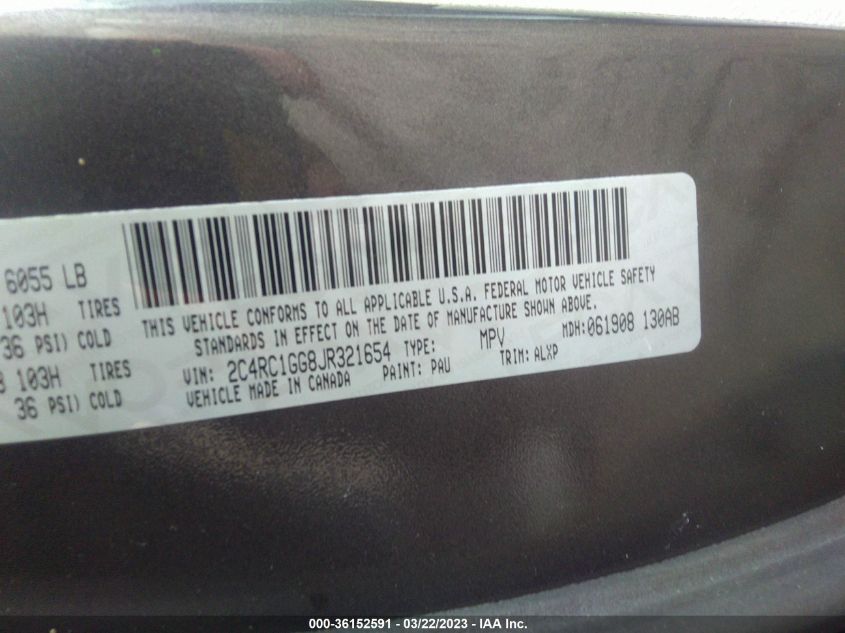 6055 LB
103H TIRES
36 PSI) COLD
103H TIRES
36 PSI) COLD
THIS VEHICLE CONFORMS TO ALL APPLICABLE U.S.A. FEDERAL MOTOR VEHICLE SAFETY
STANDARDS IN EFFECT ON THE DATE OF MANUFACTURE SHOWN ABOVE.
VIN: 2C4RC1GG8JR321654 TYPE: MPV MDH:061908 130AB
VEHICLE MADE IN CANADA PAINT: PAU TRIM: ALXP
000-36152591 - 03/22/2023 - IAA Inc.